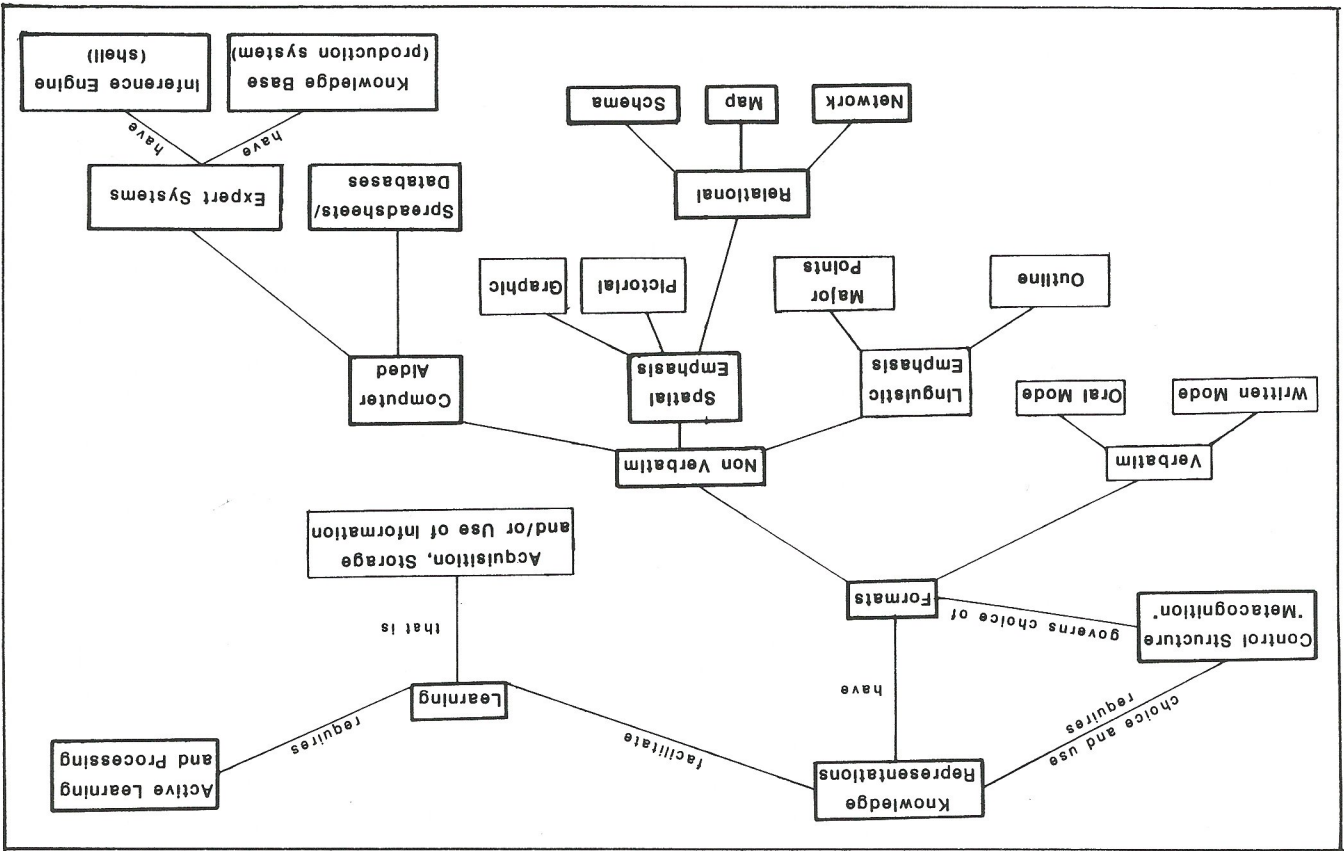 Knowledge
Representations
Active Learning
and Processing
choice and use
requires
facilitate
requires
have
Learning
Control Structure
"Metacognition"
governs choice of
that is
Formats
Acquisition, Storage
and/or Use of Information
Verbatim
Non Verbatim
Written Mode
Oral Mode
Linguistic
Emphasis
Spatial
Emphasis
Computer
Aided
Outline
Major
Points
Pictorial
Graphic
Relational
Spreadsheets/
Databases
Expert Systems
Network
Map
Schema
have
have
Knowledge Base
(production system)
Inference Engine
(shell)